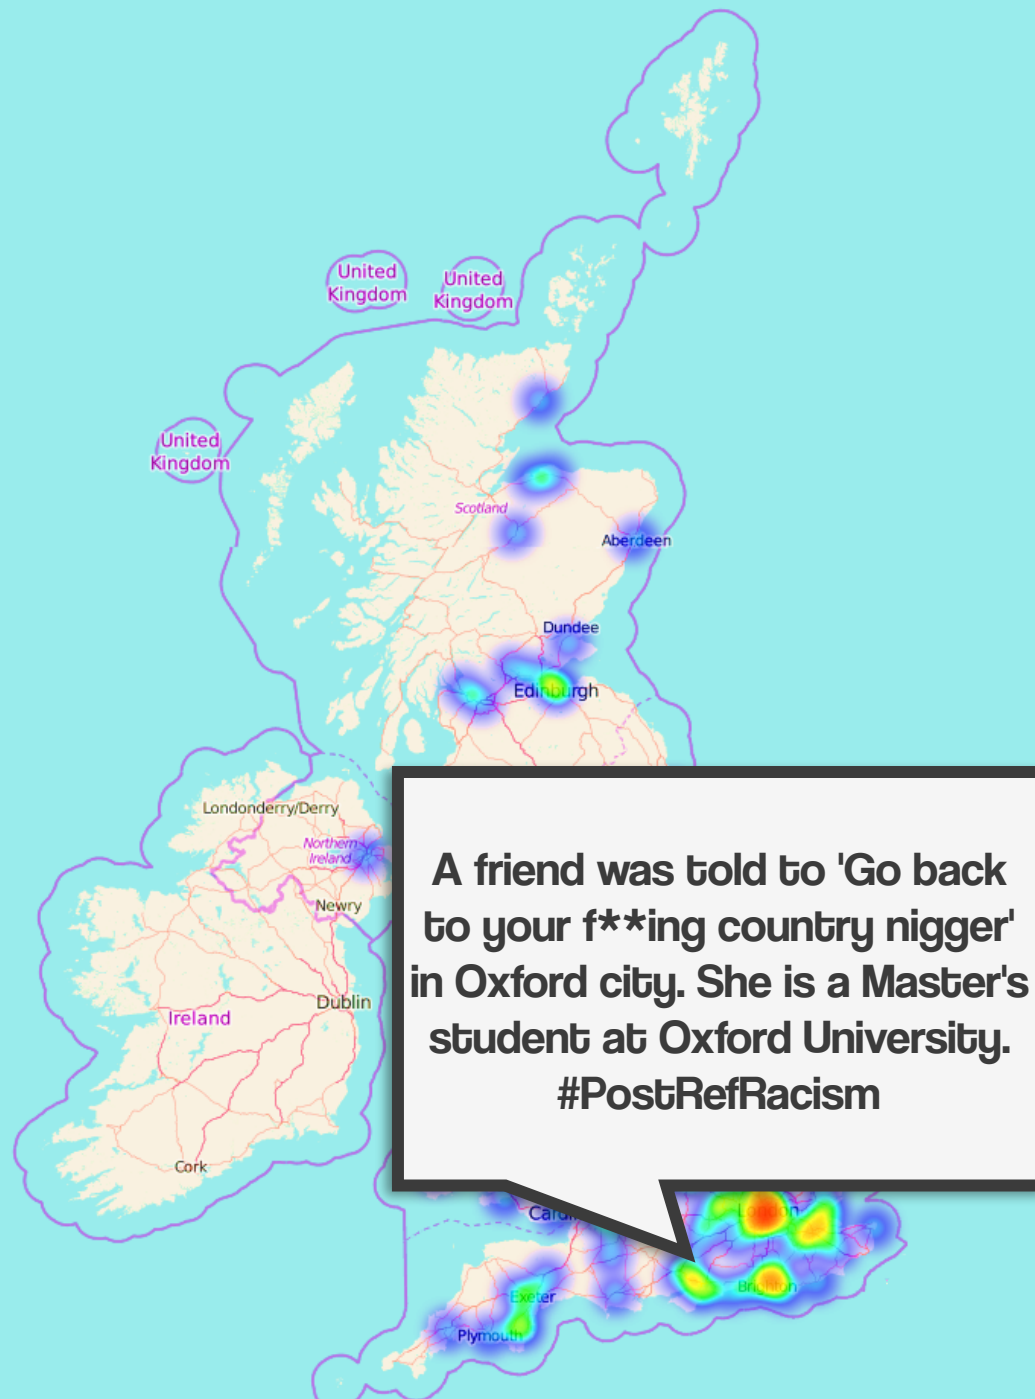 United
Kingdom
United
Kingdom
United
Kingdom
Scotland
Aberdeen
Dundee
Edinburgh
Londonderry/Derry
Northern
Ireland
Newry
Dublin
Ireland
Cork
A friend was told to 'Go back
to your f**ing country nigger'
in Oxford city. She is a Master's
student at Oxford University.
#PostRefRacism
London
Brighton
Exeter
Plymouth